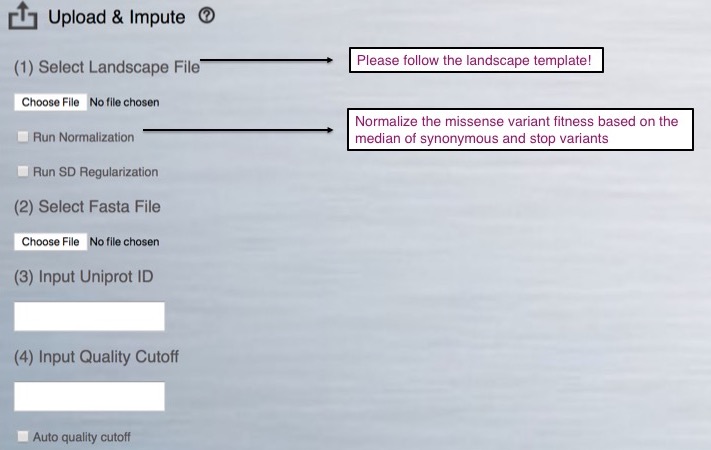 Upload & Impute ?
(1) Select Landscape File
Please follow the landscape template!
Choose File No file chosen
Run Normalization
Normalize the missense variant fitness based on the
median of synonymous and stop variants
Run SD Regularization
(2) Select Fasta File
Choose File No file chosen
(3) Input Uniprot ID
(4) Input Quality Cutoff
Auto quality cutoff